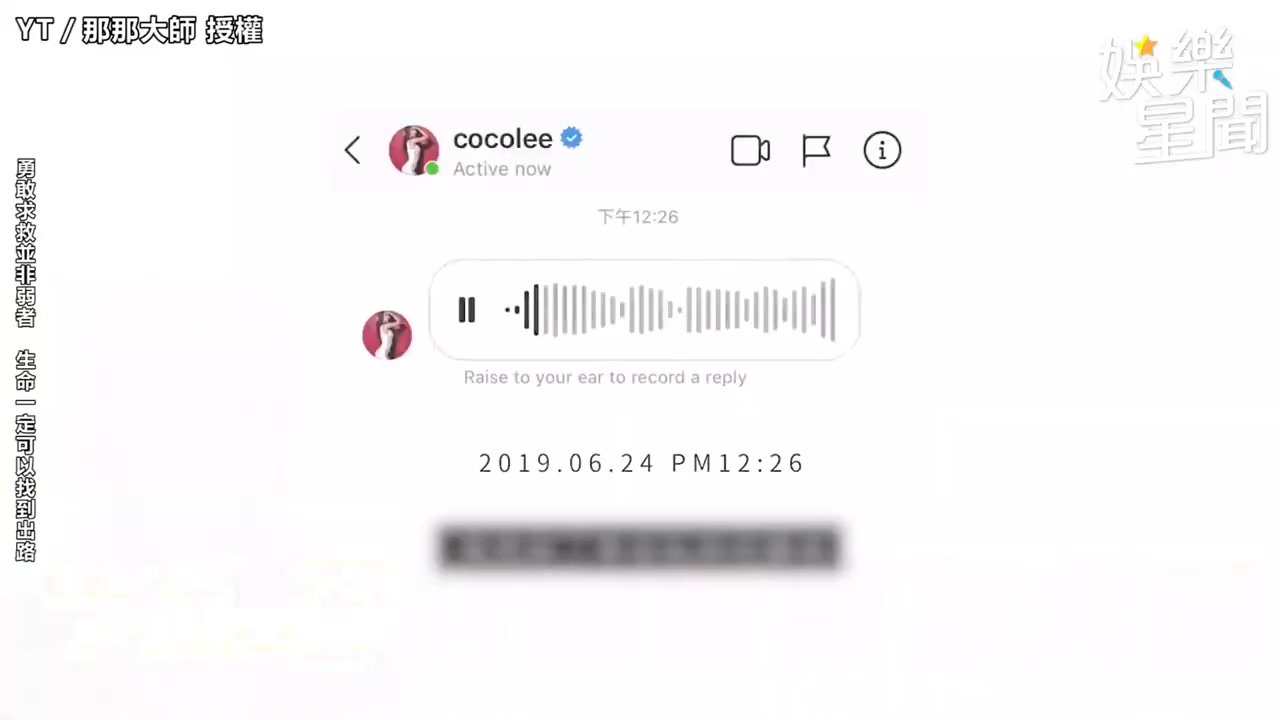 YT / 那那大師 授權
娛樂
星聞
勇敢求救並非弱者 生命一定可以找到出路
cocolee
Active now
下午12:26
Raise to your ear to record a reply
2019.06.24 PM12:26